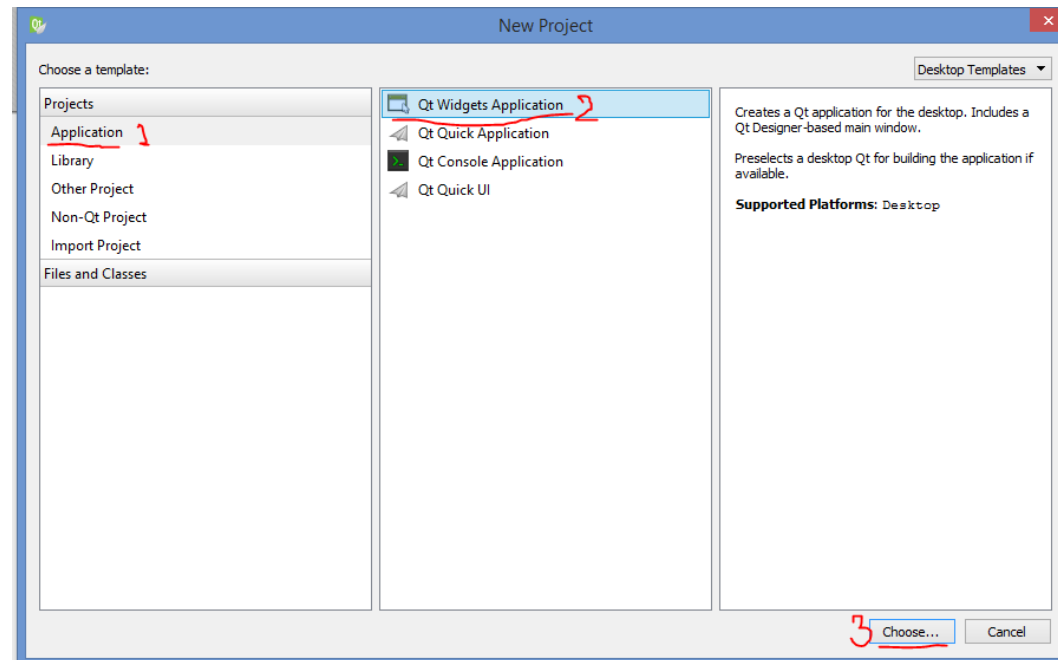 New Project
Choose a template:
Desktop Templates
Projects
Application 1
Library
Other Project
Non-Qt Project
Import Project
Files and Classes
Qt Widgets Application 2
Qt Quick Application
Qt Console Application
Qt Quick UI
Creates a Qt application for the desktop. Includes a
Qt Designer-based main window.
Preselects a desktop Qt for building the application if
available.
Supported Platforms: Desktop
3 Choose...
Cancel